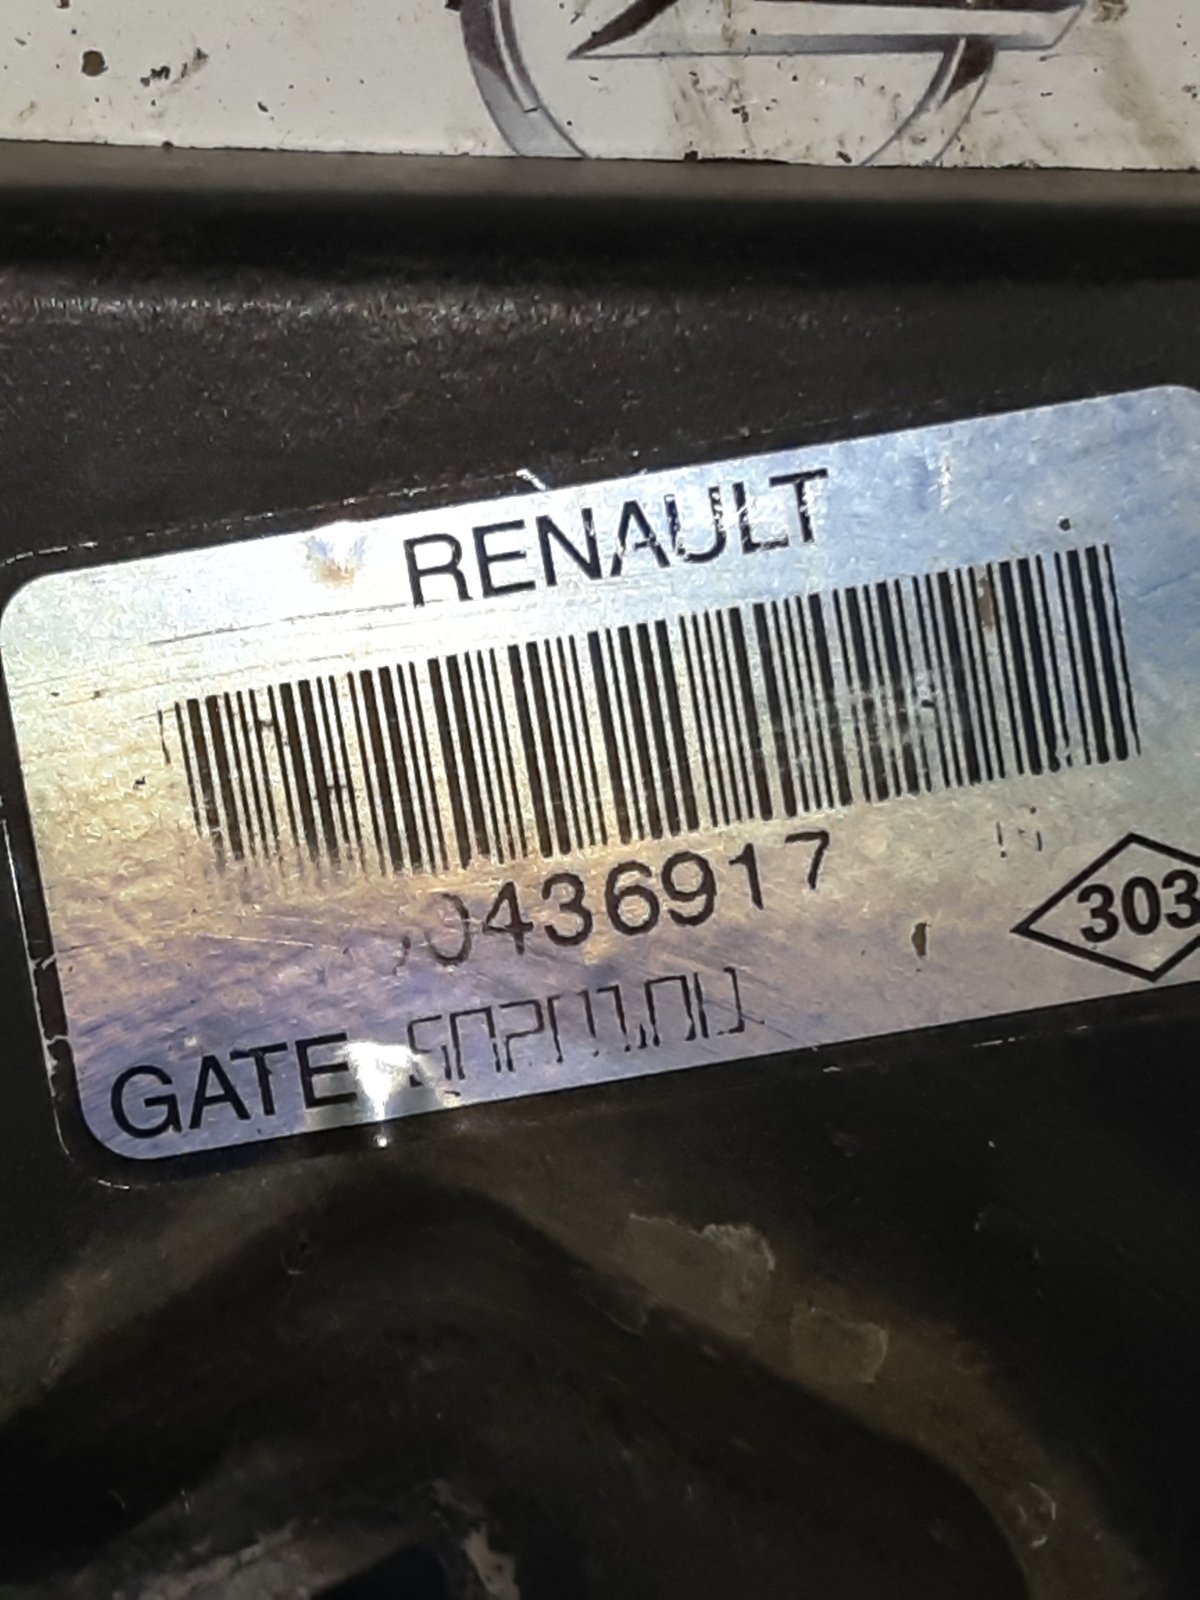 RENAULT
0436917
303
GATE